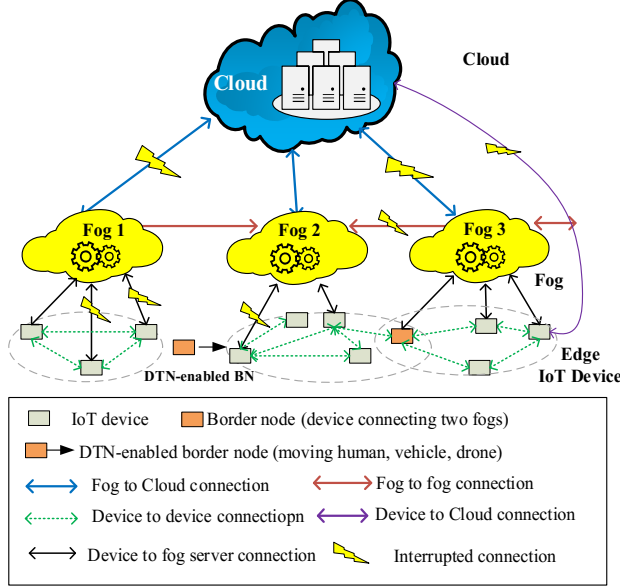 Cloud
Cloud
Fog 1
Fog 2
Fog 3
Fog
DTN-enabled BN
Edge
IoT Device
IoT device
Border node (device connecting two fogs)
DTN-enabled border node (moving human, vehicle, drone)
Fog to Cloud connection
Fog to fog connection
Device to device connectiopn
Device to Cloud connection
Device to fog server connection
Interrupted connection